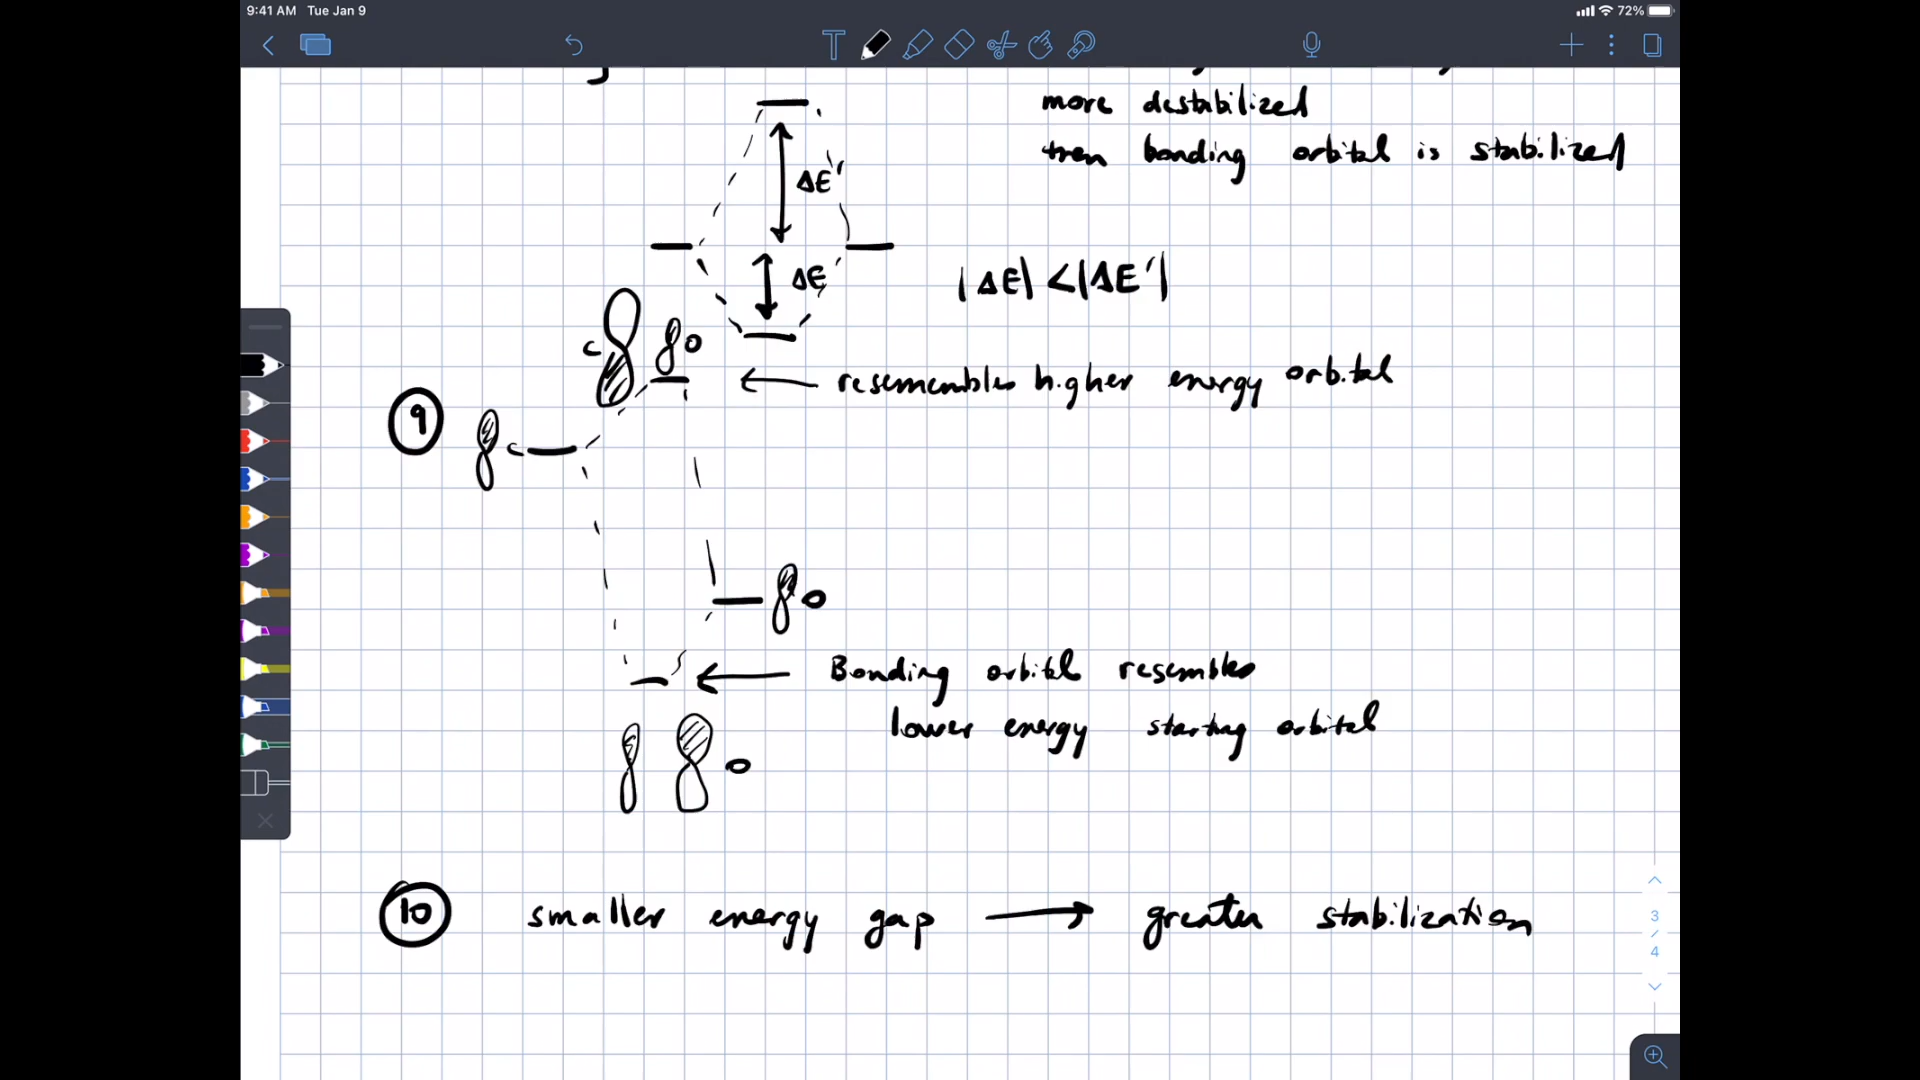 9:41 AM Tue Jan 9
72%
more destabilized
then bonding orbital is stabilized
ΔE'
ΔE
|ΔE| < |ΔE'|
c
o
resemembles higher energy orbital
9
c
o
Bonding orbital resembles
lower energy starting orbital
o
10 smaller energy gap → greater stabilization
3
/
4